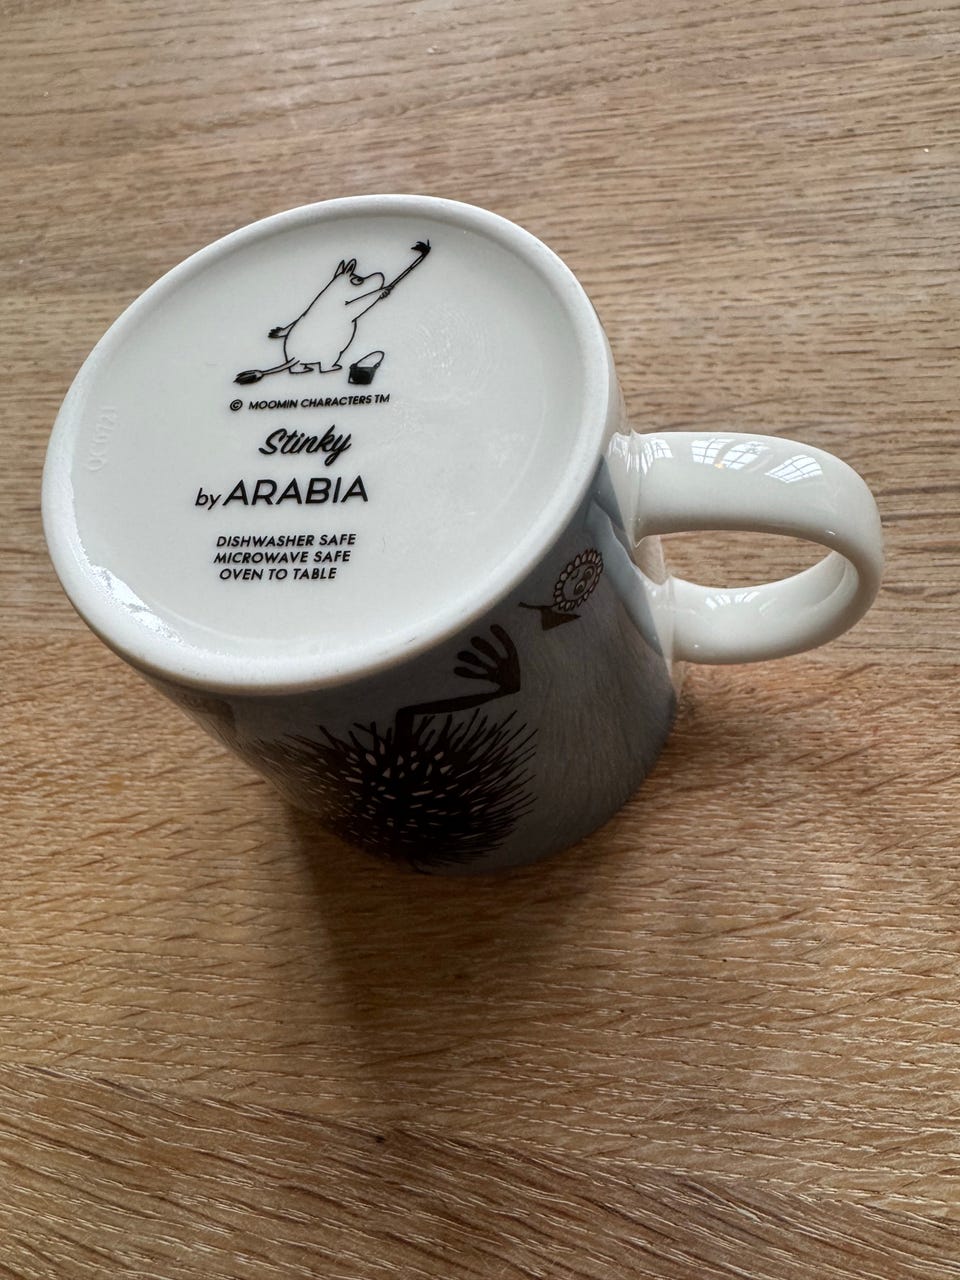 © MOOMIN CHARACTERS TM
Stinky
by ARABIA
DISHWASHER SAFE
MICROWAVE SAFE
OVEN TO TABLE